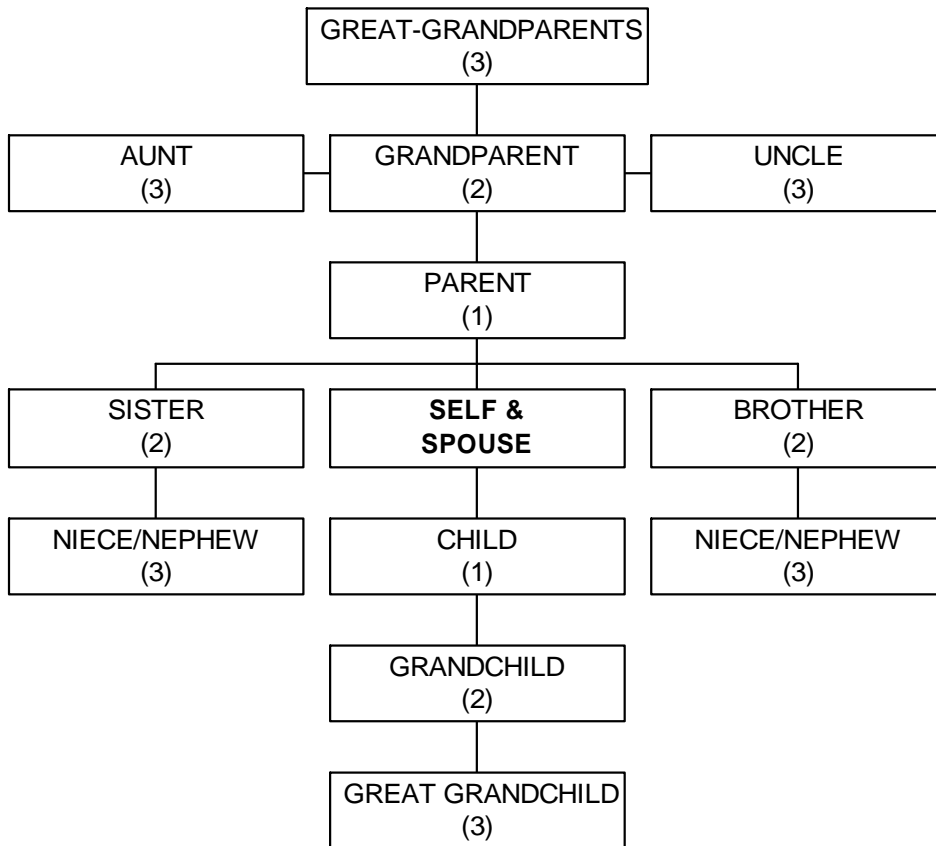 GREAT-GRANDPARENTS
(3)
AUNT
(3)
GRANDPARENT
(2)
UNCLE
(3)
PARENT
(1)
SISTER
(2)
SELF &
SPOUSE
BROTHER
(2)
NIECE/NEPHEW
(3)
CHILD
(1)
NIECE/NEPHEW
(3)
GRANDCHILD
(2)
GREAT GRANDCHILD
(3)